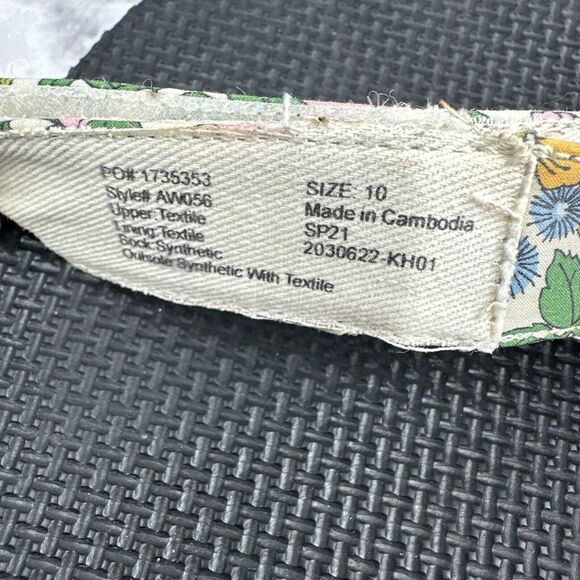 PO# 1735353
Style# AW056
Upper:Textile
Lining:Textile
Sock:Synthetic
Outsole:Synthetic With Textile
SIZE: 10
Made in Cambodia
SP21
2030622-KH01